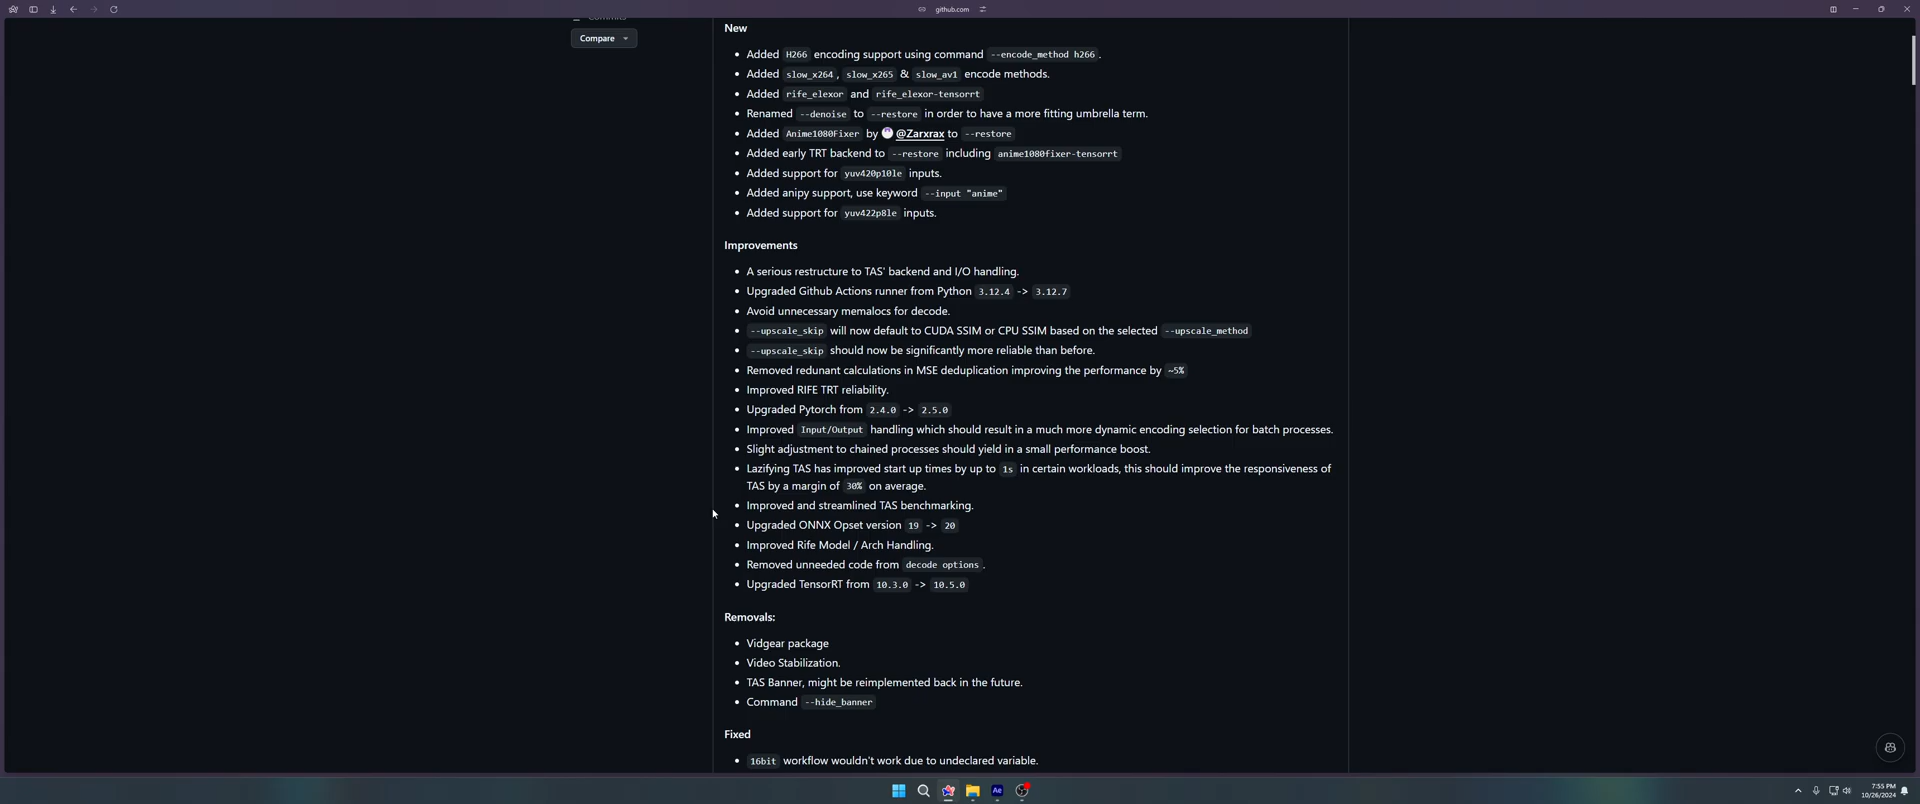 github.com
Commits
Compare
New
Added H266 encoding support using command --encode_method h266.
Added slow_x264, slow_x265 & slow_av1 encode methods.
Added rife_elexor and rife_elexor-tensorrt
Renamed --denoise to --restore in order to have a more fitting umbrella term.
Added Anime1080Fixer by @Zarxrax to --restore
Added early TRT backend to --restore including anime1080fixer-tensorrt
Added support for yuv420p10le inputs.
Added anipy support, use keyword --input "anime"
Added support for yuv422p8le inputs.
Improvements
A serious restructure to TAS' backend and I/O handling.
Upgraded Github Actions runner from Python 3.12.4 -> 3.12.7
Avoid unnecessary memalocs for decode.
--upscale_skip will now default to CUDA SSIM or CPU SSIM based on the selected --upscale_method
--upscale_skip should now be significantly more reliable than before.
Removed redunant calculations in MSE deduplication improving the performance by ~5%
Improved RIFE TRT reliability.
Upgraded Pytorch from 2.4.0 -> 2.5.0
Improved Input/Output handling which should result in a much more dynamic encoding selection for batch processes.
Slight adjustment to chained processes should yield in a small performance boost.
Lazifying TAS has improved start up times by up to 1s in certain workloads, this should improve the responsiveness of
TAS by a margin of 30% on average.
Improved and streamlined TAS benchmarking.
Upgraded ONNX Opset version 19 -> 20
Improved Rife Model / Arch Handling.
Removed unneeded code from decode options.
Upgraded TensorRT from 10.3.0 -> 10.5.0
Removals:
Vidgear package
Video Stabilization.
TAS Banner, might be reimplemented back in the future.
Command --hide_banner
Fixed
16bit workflow wouldn't work due to undeclared variable.
Ae
7:55 PM
10/26/2024